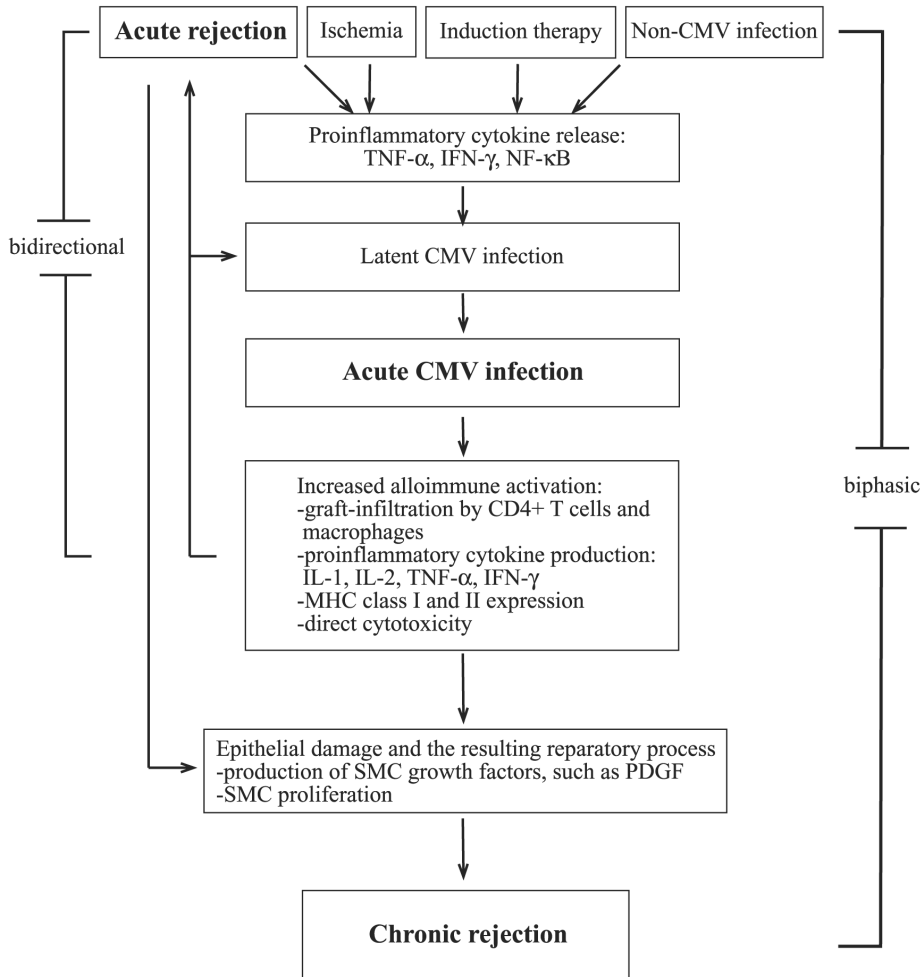 Acute rejection
Ischemia
Induction therapy
Non-CMV infection
Proinflammatory cytokine release:
TNF-α, IFN-γ, NF-κB
bidirectional
Latent CMV infection
Acute CMV infection
Increased alloimmune activation:
-graft-infiltration by CD4+ T cells and
macrophages
-proinflammatory cytokine production:
IL-1, IL-2, TNF-α, IFN-γ
-MHC class I and II expression
-direct cytotoxicity
biphasic
Epithelial damage and the resulting reparatory process
-production of SMC growth factors, such as PDGF
-SMC proliferation
Chronic rejection